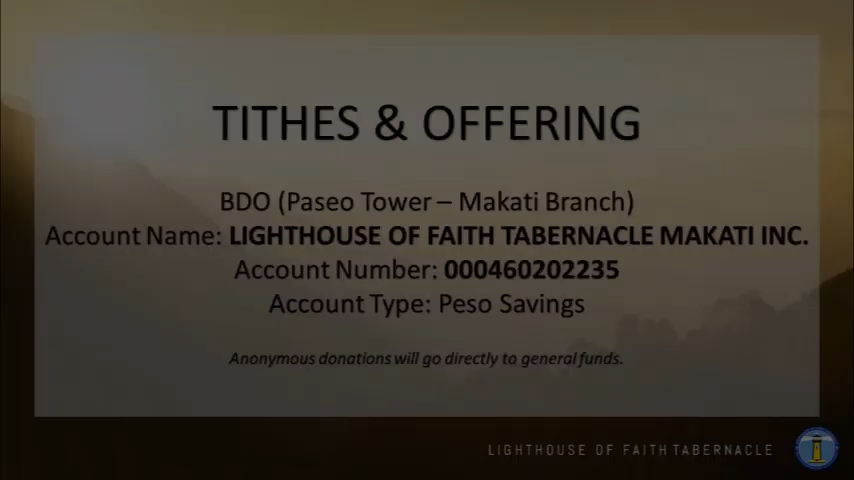 TITHES & OFFERING
BDO (Paseo Tower – Makati Branch)
Account Name: LIGHTHOUSE OF FAITH TABERNACLE MAKATI INC.
Account Number: 000460202235
Account Type: Peso Savings
Anonymous donations will go directly to general funds.
LIGHTHOUSE OF FAITH TABERNACLE